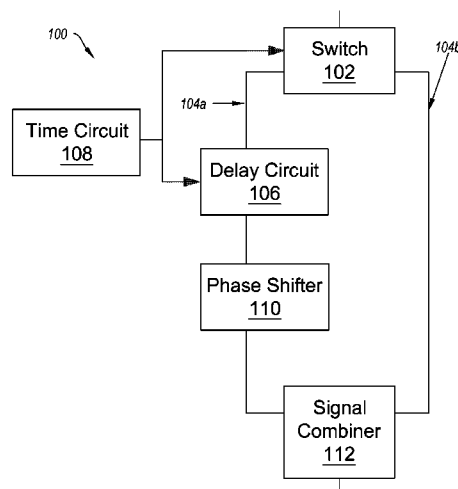 100
Switch
102
104b
104a
Time Circuit
108
Delay Circuit
106
Phase Shifter
110
Signal
Combiner
112